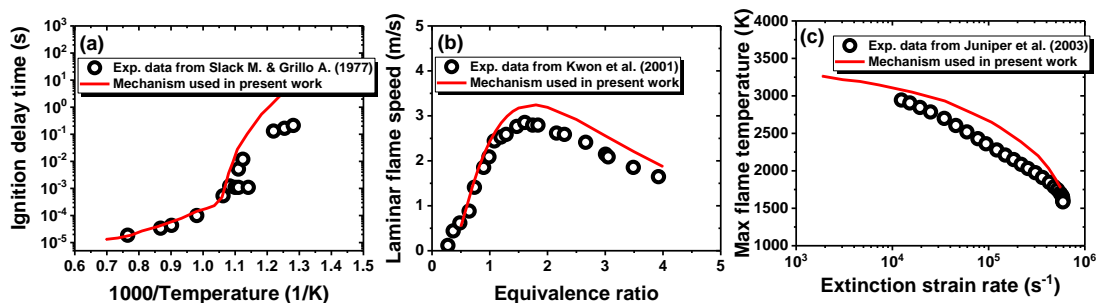 (a)
Exp. data from Slack M. & Grillo A. (1977)
Mechanism used in present work
Ignition delay time (s)
10³
10²
10¹
10⁰
10⁻¹
10⁻²
10⁻³
10⁻⁴
10⁻⁵
0.6 0.7 0.8 0.9 1.0 1.1 1.2 1.3 1.4 1.5
1000/Temperature (1/K)
(b)
Exp. data from Kwon et al. (2001)
Mechanism used in present work
Laminar flame speed (m/s)
5
4
3
2
1
0
0 1 2 3 4 5
Equivalence ratio
(c)
Exp. data from Juniper et al. (2003)
Mechanism used in present work
Max flame temperature (K)
4000
3500
3000
2500
2000
1500
1000
10³ 10⁴ 10⁵ 10⁶
Extinction strain rate (s⁻¹)